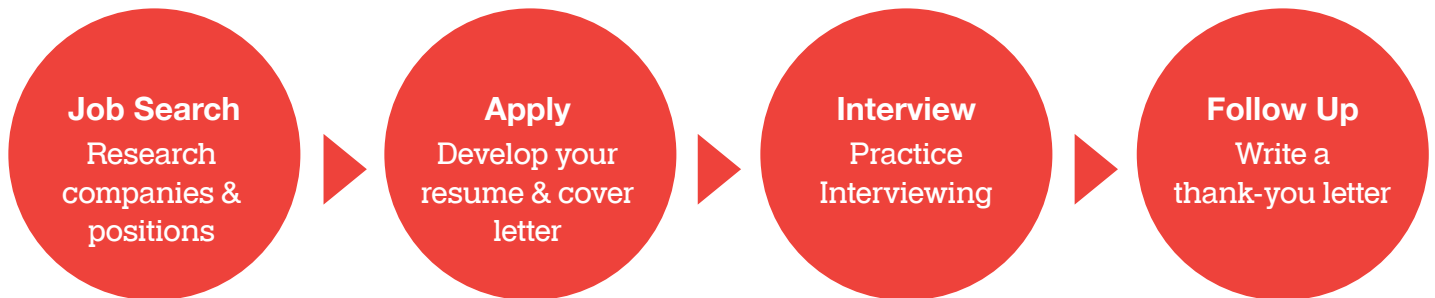 Job Search
Research
companies &
positions
Apply
Develop your
resume & cover
letter
Interview
Practice
Interviewing
Follow Up
Write a
thank-you letter